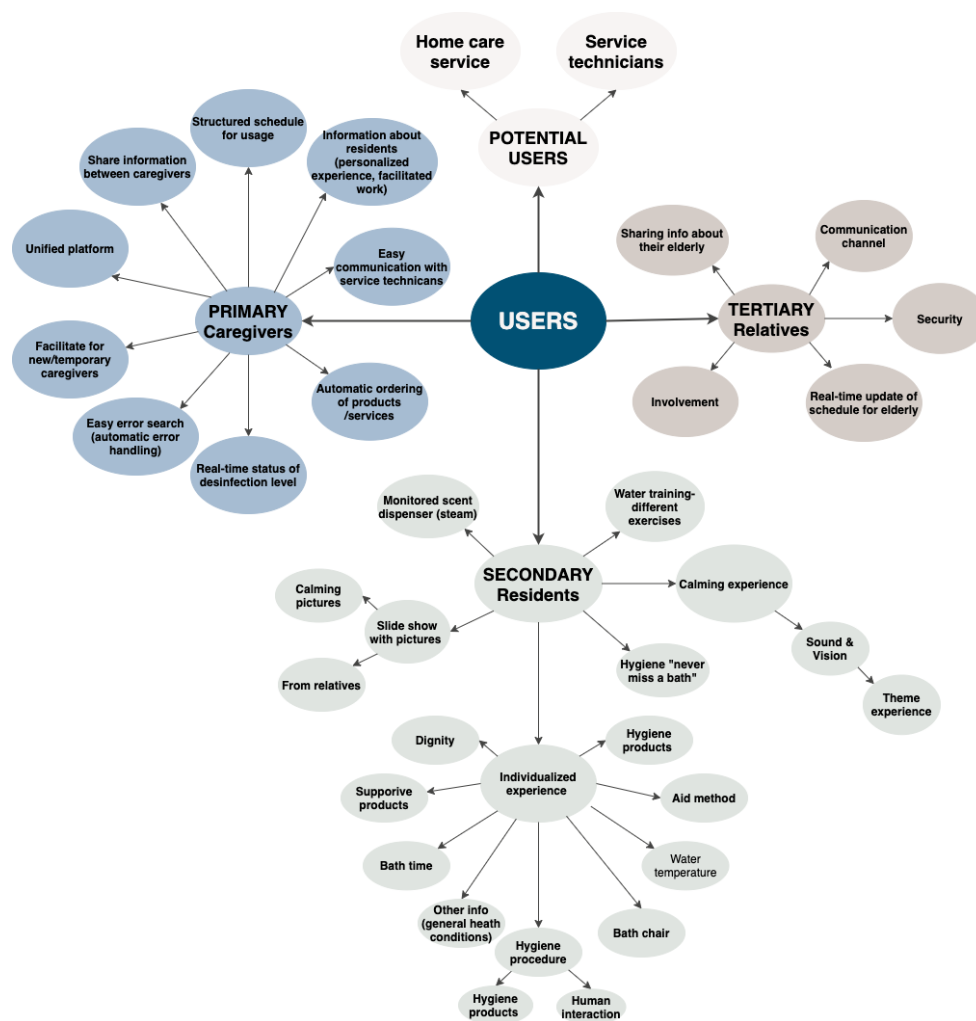 Home care
service
Service
technicians
POTENTIAL
USERS
Structured schedule
for usage
Information about
residents
(personalized
experience, facilitated
work)
Share information
between caregivers
Unified platform
Easy
communication with
service technicans
PRIMARY
Caregivers
Facilitate for
new/temporary
caregivers
Easy error search
(automatic error
handling)
Real-time status of
desinfection level
Automatic ordering
of products
/services
USERS
Sharing info about
their elderly
Communication
channel
TERTIARY
Relatives
Security
Involvement
Real-time update of
schedule for elderly
Monitored scent
dispenser (steam)
Water training-
different
exercises
SECONDARY
Residents
Calming experience
Calming
pictures
Slide show
with pictures
From relatives
Hygiene "never
miss a bath"
Sound &
Vision
Theme
experience
Dignity
Hygiene
products
Individualized
experience
Supporive
products
Aid method
Bath time
Water
temperature
Other info
(general heath
conditions)
Bath chair
Hygiene
procedure
Hygiene
products
Human
interaction